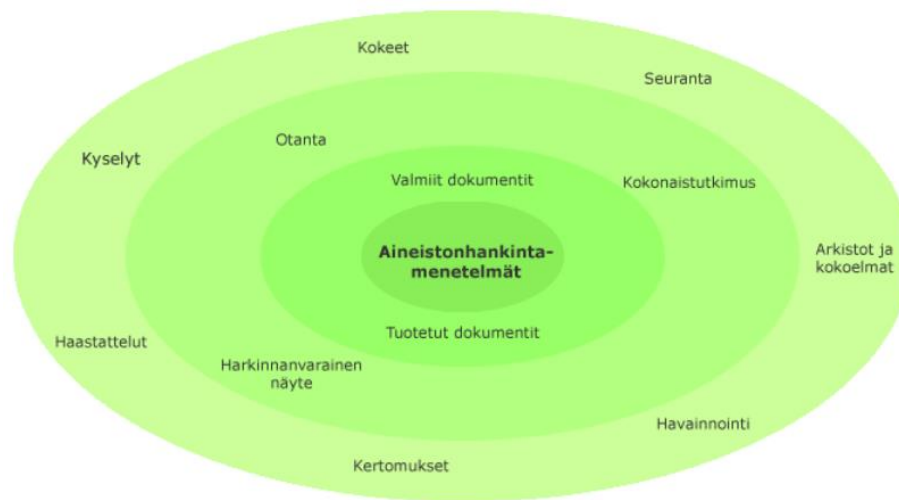 Kokeet
Seuranta
Otanta
Kyselyt
Valmiit dokumentit
Kokonaistutkimus
Aineistonhankinta-
menetelmät
Arkistot ja
kokoelmat
Tuotetut dokumentit
Haastattelut
Harkinnanvarainen
näyte
Havainnointi
Kertomukset